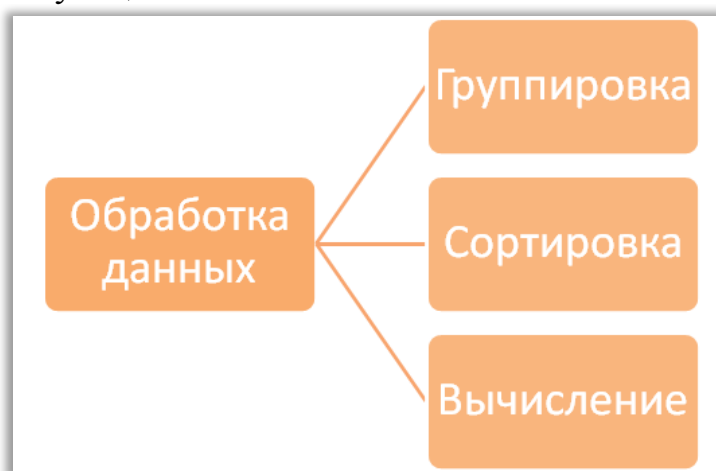 Группировка
Обработка
данных
Сортировка
Вычисление